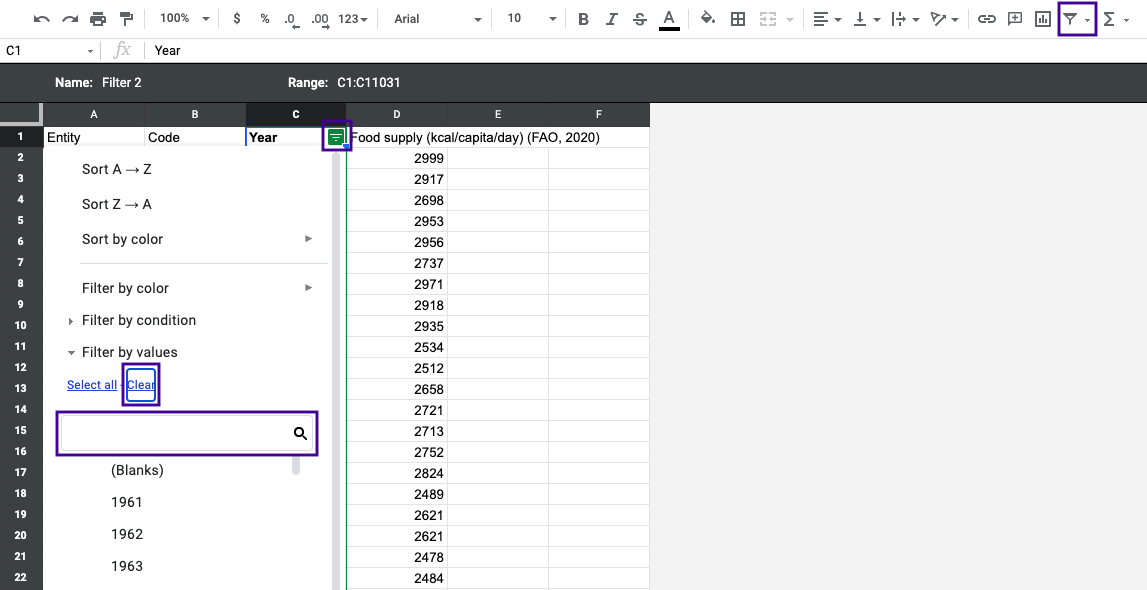 100% $ % .0 .00 123 Arial 10 B I S A
C1 fx Year
Name: Filter 2 Range: C1:C11031
A B C D E F
1 Entity Code Year Food supply (kcal/capita/day) (FAO, 2020)
2 Sort A → Z 2999
3 2917
4 Sort Z → A 2698
5 2953
6 Sort by color 2956
7 2737
8 Filter by color 2971
9 2918
10 Filter by condition 2935
11 Filter by values 2534
12 2512
13 Select all - Clear 2658
14 2721
15 2713
16 2752
17 (Blanks) 2824
18 1961 2489
19 2621
20 1962 2621
21 1963 2478
22 2484